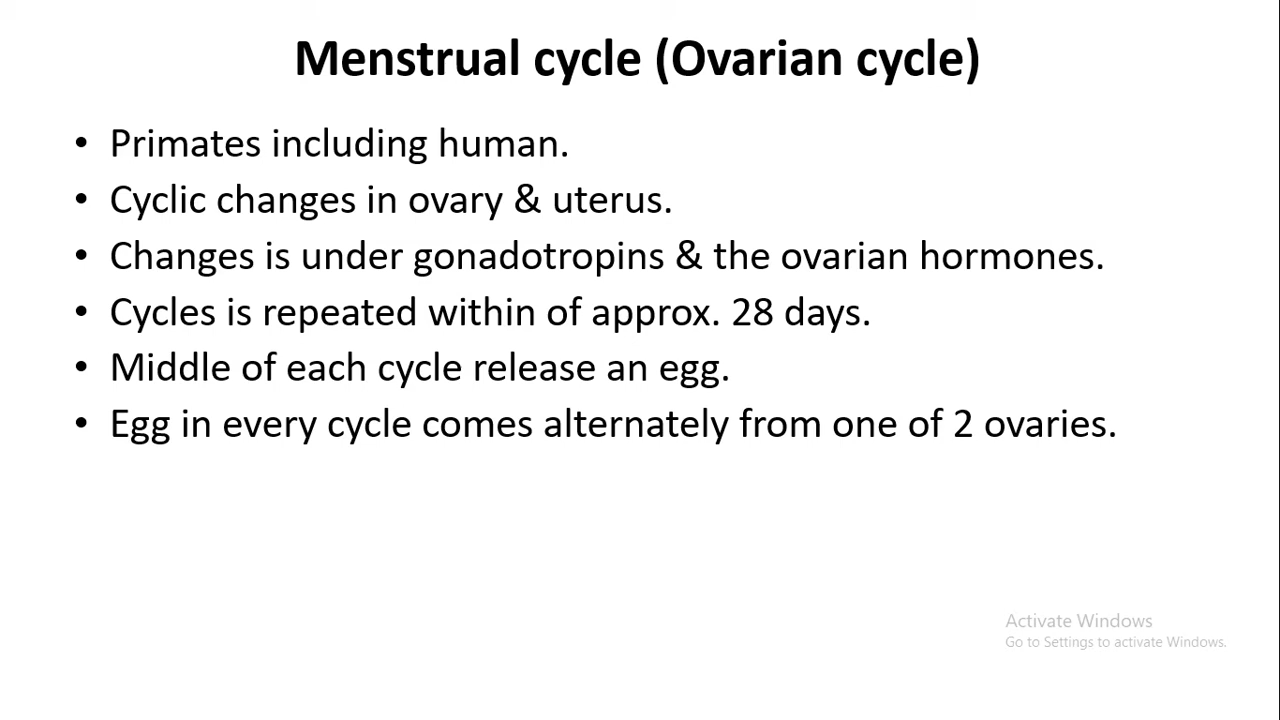 Menstrual cycle (Ovarian cycle)
• Primates including human.
• Cyclic changes in ovary & uterus.
• Changes is under gonadotropins & the ovarian hormones.
• Cycles is repeated within of approx. 28 days.
• Middle of each cycle release an egg.
• Egg in every cycle comes alternately from one of 2 ovaries.
Activate Windows
Go to Settings to activate Windows.